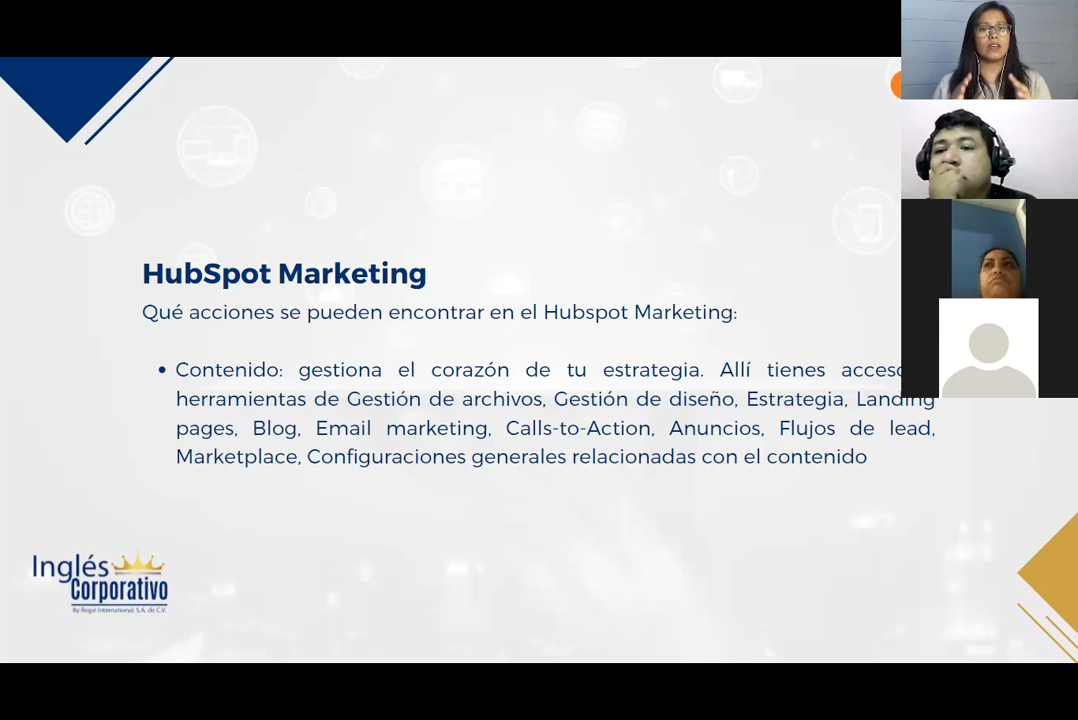 HubSpot Marketing
Qué acciones se pueden encontrar en el Hubspot Marketing:
• Contenido: gestiona el corazón de tu estrategia. Allí tienes acceso
herramientas de Gestión de archivos, Gestión de diseño, Estrategia, Landing
pages, Blog, Email marketing, Calls-to-Action, Anuncios, Flujos de lead,
Marketplace, Configuraciones generales relacionadas con el contenido
Inglés
Corporativo
By Regal International, S.A. de C.V.